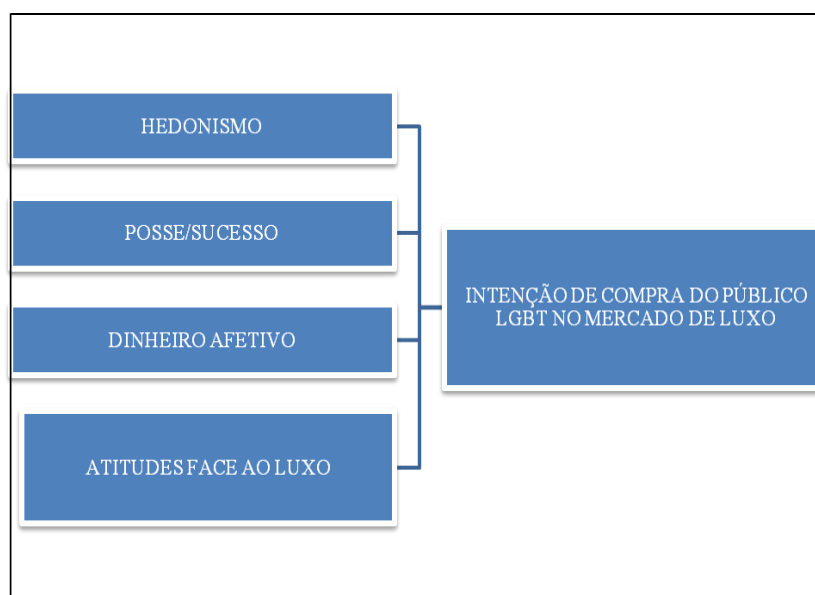 HEDONISMO
POSSE/SUCESSO
DINHEIRO AFETIVO
ATITUDES FACE AO LUXO
INTENÇÃO DE COMPRA DO PÚBLICO
LGBT NO MERCADO DE LUXO